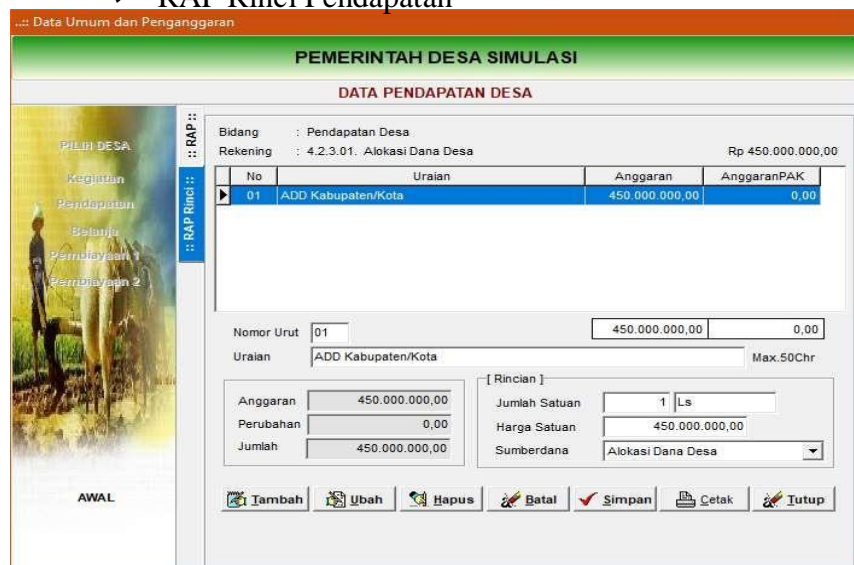 RAP Rinci Pendapatan
..:: Data Umum dan Penganggaran
PEMERINTAH DESA SIMULASI
DATA PENDAPATAN DESA
PILIH DESA
Kegiatan
Pendapatan
Belanja
Pembiayaan 1
Pembiayaan 2
AWAL
:: RAP ::
:: RAP Rinci ::
Bidang : Pendapatan Desa
Rekening : 4.2.3.01. Alokasi Dana Desa Rp 450.000.000,00
No Uraian Anggaran AnggaranPAK
01 ADD Kabupaten/Kota 450.000.000,00 0,00
Nomor Urut 01 450.000.000,00 0,00
Uraian ADD Kabupaten/Kota Max.50Chr
Anggaran 450.000.000,00
Perubahan 0,00
Jumlah 450.000.000,00
[ Rincian ]
Jumlah Satuan 1 Ls
Harga Satuan 450.000.000,00
Sumberdana Alokasi Dana Desa
Tambah Ubah Hapus Batal Simpan Cetak Tutup